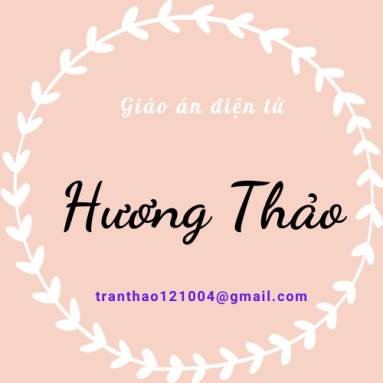 Giáo án điện tử
Hương Thảo
tranthao121004@gmail.com